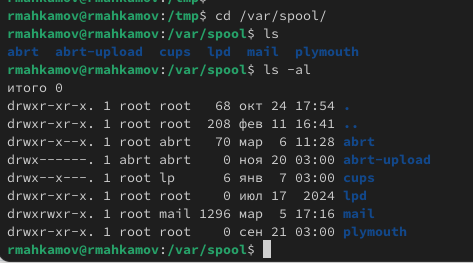 rmahkamov@rmahkamov:/tmp$ cd /var/spool/
rmahkamov@rmahkamov:/var/spool$ ls
abrt  abrt-upload  cups  lpd  mail  plymouth
rmahkamov@rmahkamov:/var/spool$ ls -al
итого 0
drwxr-xr-x. 1 root root   68 окт 24 17:54 .
drwxr-xr-x. 1 root root  208 фев 11 16:41 ..
drwxr-x--x. 1 root abrt   70 мар  6 11:28 abrt
drwx------. 1 abrt abrt    0 ноя 20 03:00 abrt-upload
drwx--x---. 1 root lp      6 янв  7 03:00 cups
drwxr-xr-x. 1 root root    0 июл 17  2024 lpd
drwxrwxr-x. 1 root mail 1296 мар  5 17:16 mail
drwxr-xr-x. 1 root root    0 сен 21 03:00 plymouth
rmahkamov@rmahkamov:/var/spool$